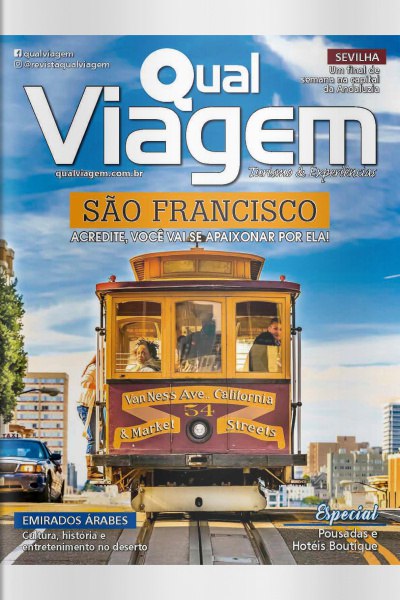 qualviagem
@revistaqualviagem
SEVILHA
Um final de
semana na capital
da Andaluzia
Qual
Viagem
qualviagem.com.br
Turismo & Experiências
SÃO FRANCISCO
ACREDITE, VOCÊ VAI SE APAIXONAR POR ELA!
Van Ness Ave. California
54
& Market Streets
TAXI
EMIRADOS ÁRABES
Cultura, história e
entretenimento no deserto
Especial
Pousadas e
Hotéis Boutique